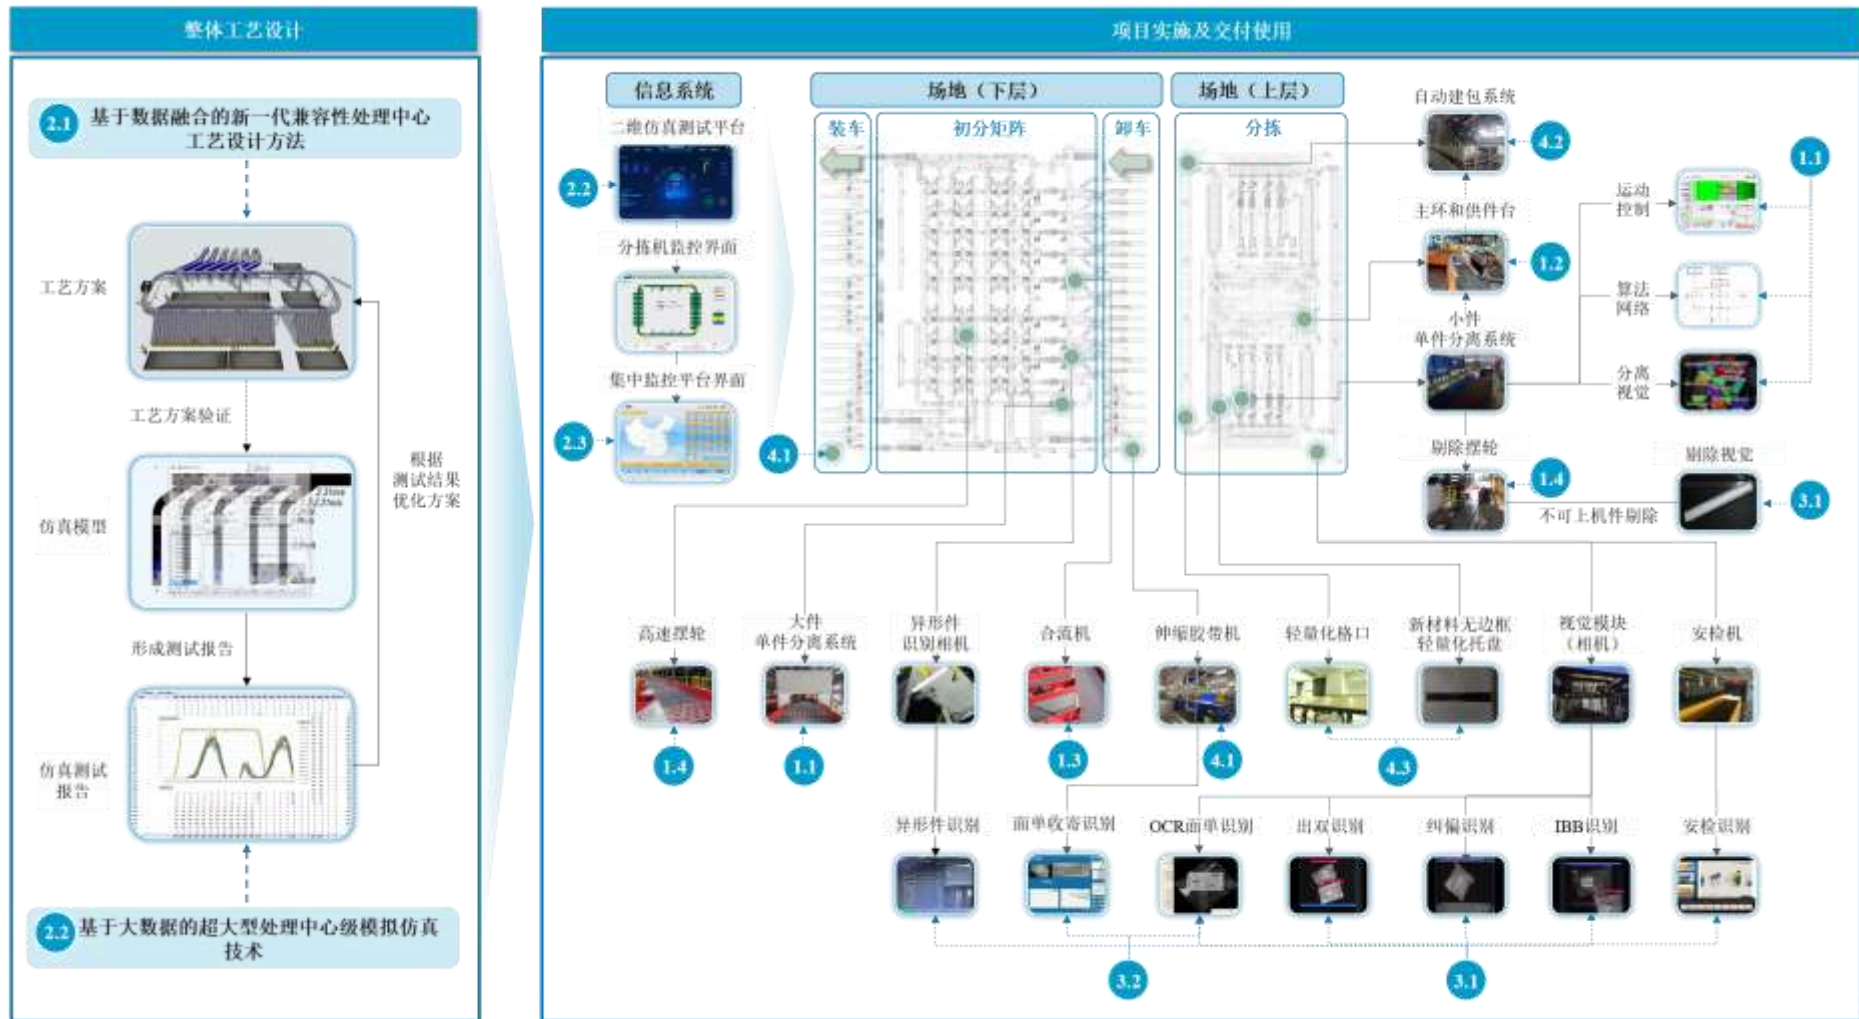 整体工艺设计
2.1
基于数据融合的新一代兼容性处理中心
工艺设计方法
工艺方案
工艺方案验证
根据
测试结果
优化方案
仿真模型
形成测试报告
仿真测试
报告
2.2
基于大数据的超大型处理中心级模拟仿真
技术
项目实施及交付使用
信息系统
二维仿真测试平台
2.2
分拣机监控界面
集中监控平台界面
2.3
场地（下层）
装车
初分矩阵
卸车
4.1
场地（上层）
分拣
自动建包系统
4.2
主环和供件台
1.2
小件
单件分离系统
剔除摆轮
1.4
不可上机件剔除
剔除视觉
3.1
运动
控制
算法
网络
分离
视觉
1.1
高速摆轮
1.4
大件
单件分离系统
1.1
异形件
识别相机
合流机
1.3
伸缩胶带机
4.1
轻量化格口
新材料无边框
轻量化托盘
4.3
视觉模块
（相机）
安检机
异形件识别
面单收寄识别
OCR面单识别
出双识别
纠偏识别
IBB识别
安检识别
3.2
3.1